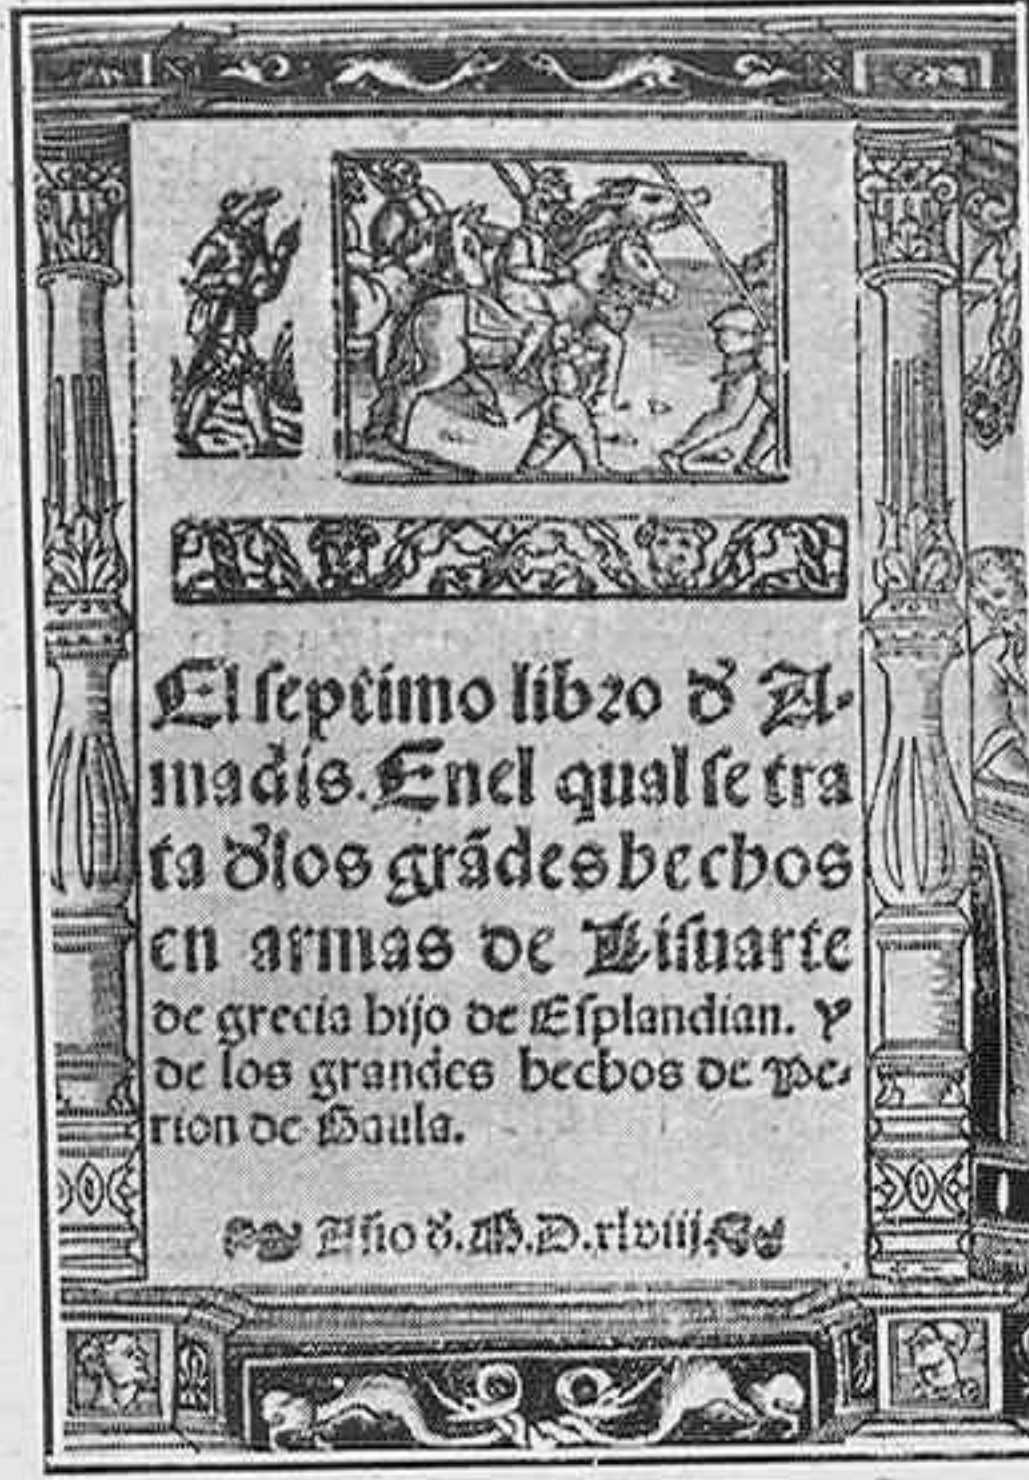 El septimo libro đ A-
madis. Enel qual se tra
ta đlos grãdes hechos
en armas de Lisuarte
de grecia hijo de Esplandian. Y
de los grandes hechos de Pe-
rion de Gaula.
Año đ. M.D.xlviij.